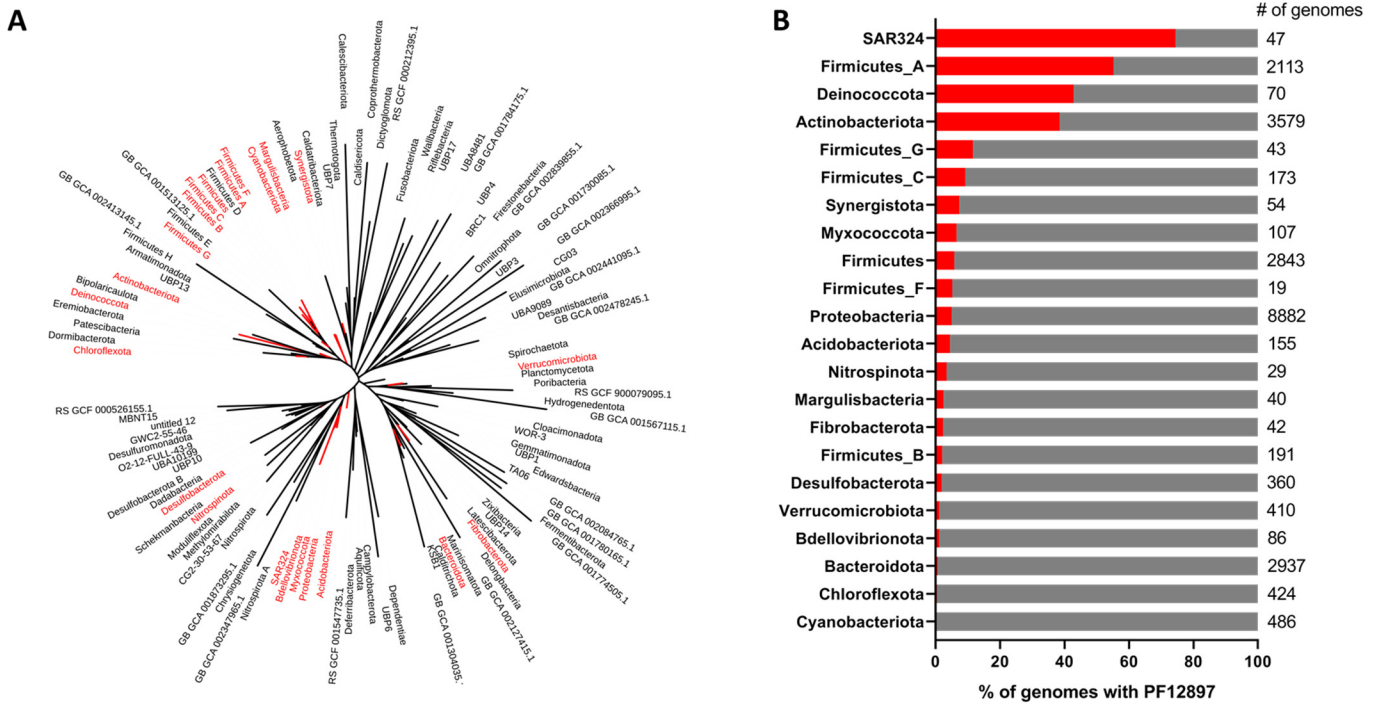 A
Calescibacteriota
Coprothermobacterota
Dictyoglomota
RS GCF 000212395.1
Thermotogota
Caldisericota
Fusobacteriota
Wallbacteria
Riflebacteria
UBP17
UBA8481
GB GCA 001784175.1
UBP4
BRC1
Firestonebacteria
GB GCA 002839855.1
GB GCA 001730085.1
Omnitrophota
UBP3
GB GCA 002366995.1
CG03
Elusimicrobiota
GB GCA 002441095.1
UBA9089
Desantisbacteria
GB GCA 002478245.1
Spirochaetota
Verrucomicrobiota
Planctomycetota
Poribacteria
RS GCF 900079095.1
Hydrogenedentota
GB GCA 001567115.1
Cloacimonadota
WOR-3
Gemmatimonadota
UBP1
Edwardsbacteria
TA06
GB GCA 002084765.1
GB GCA 001780165.1
Fermentibacterota
GB GCA 001774505.1
Zixibacteria
UBP14
Latescibacterota
Fibrobacterota
Delongbacteria
GB GCA 002127415.1
Marinisomatota
Bacteroidota
Calditrichota
KSB1
GB GCA 001304035.
Dependentiae
UBP6
Campylobacterota
Aquificota
Deferribacterota
RS GCF 001547735.1
Acidobacteriota
Proteobacteria
Myxococcota
Bdellovibrionota
SAR324
Nitrospirota A
GB GCA 002347965.1
Chrysiogenetota
GB GCA 001873295.1
Nitrospirota
CG2-30-53-67
Methylomirabilota
Moduliflexota
Nitrospinota
Schekmanbacteria
Desulfobacterota
Dadabacteria
Desulfobacterota B
UBP10
UBA10199
O2-12-FULL-43-9
Desulfuromonadota
GWC2-55-46
untitled 12
MBNT15
RS GCF 000526155.1
Chloroflexota
Dormibacterota
Patescibacteria
Eremiobacterota
Deinococcota
Bipolaricaulota
Actinobacteriota
UBP13
Armatimonadota
Firmicutes H
GB GCA 002413145.1
Firmicutes G
Firmicutes E
GB GCA 001513125.1
Firmicutes B
Firmicutes C
Firmicutes
Firmicutes D
Firmicutes A
Firmicutes F
Cyanobacteriota
Margulisbacteria
Aerophobetota
Synergistota
Caldatribacteriota
UBP7
B
# of genomes
SAR324 47
Firmicutes_A 2113
Deinococcota 70
Actinobacteriota 3579
Firmicutes_G 43
Firmicutes_C 173
Synergistota 54
Myxococcota 107
Firmicutes 2843
Firmicutes_F 19
Proteobacteria 8882
Acidobacteriota 155
Nitrospinota 29
Margulisbacteria 40
Fibrobacterota 42
Firmicutes_B 191
Desulfobacterota 360
Verrucomicrobiota 410
Bdellovibrionota 86
Bacteroidota 2937
Chloroflexota 424
Cyanobacteriota 486
0 20 40 60 80 100
% of genomes with PF12897